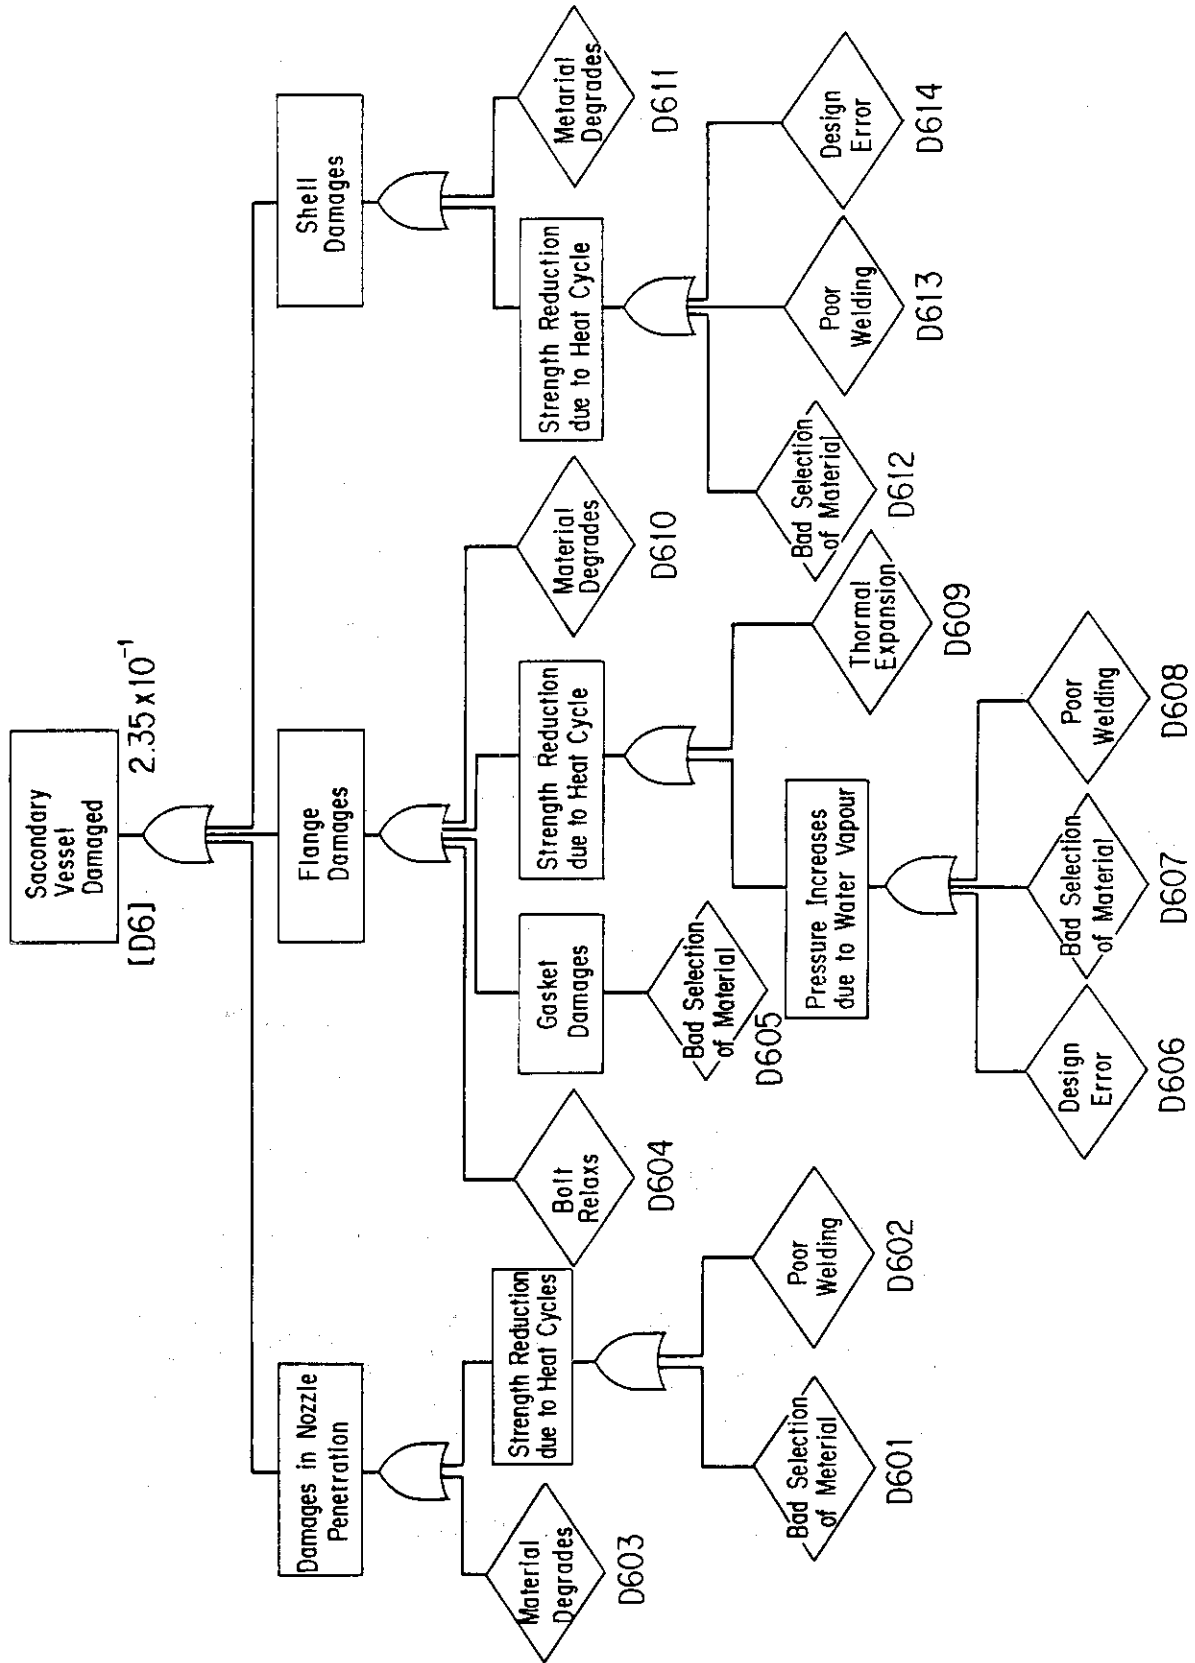 Sacondary
Vessel
Damaged
[D6]
2.35x10⁻¹
Damages in Nozzle
Penetration
Flange
Damages
Shell
Damages
Material
Degrades
D603
Strength Reduction
due to Heat Cycles
Bolt
Relaxs
D604
Gasket
Damages
Strength Reduction
due to Heat Cycle
Material
Degrades
D610
Strength Reduction
due to Heat Cycle
Metarial
Degrades
D611
Bad Selection
of Meterial
D601
Poor
Welding
D602
Bad Selection
of Material
D605
Pressure Increases
due to Water Vapour
Thormal
Expansion
D609
Bad Selection
of Material
D612
Poor
Welding
D613
Design
Error
D614
Design
Error
D606
Bad Selection
of Material
D607
Poor
Welding
D608